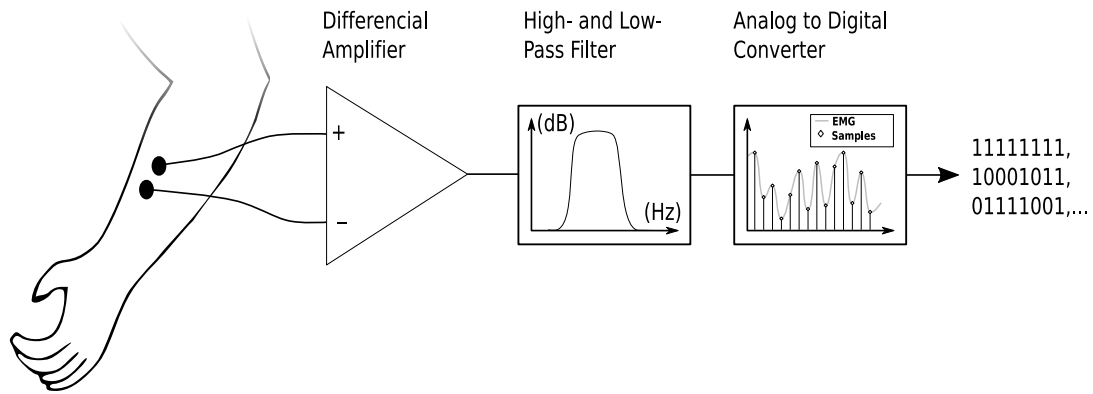 Differencial
Amplifier
High- and Low-
Pass Filter
Analog to Digital
Converter
+
−
(dB)
(Hz)
EMG
Samples
11111111,
10001011,
01111001,...